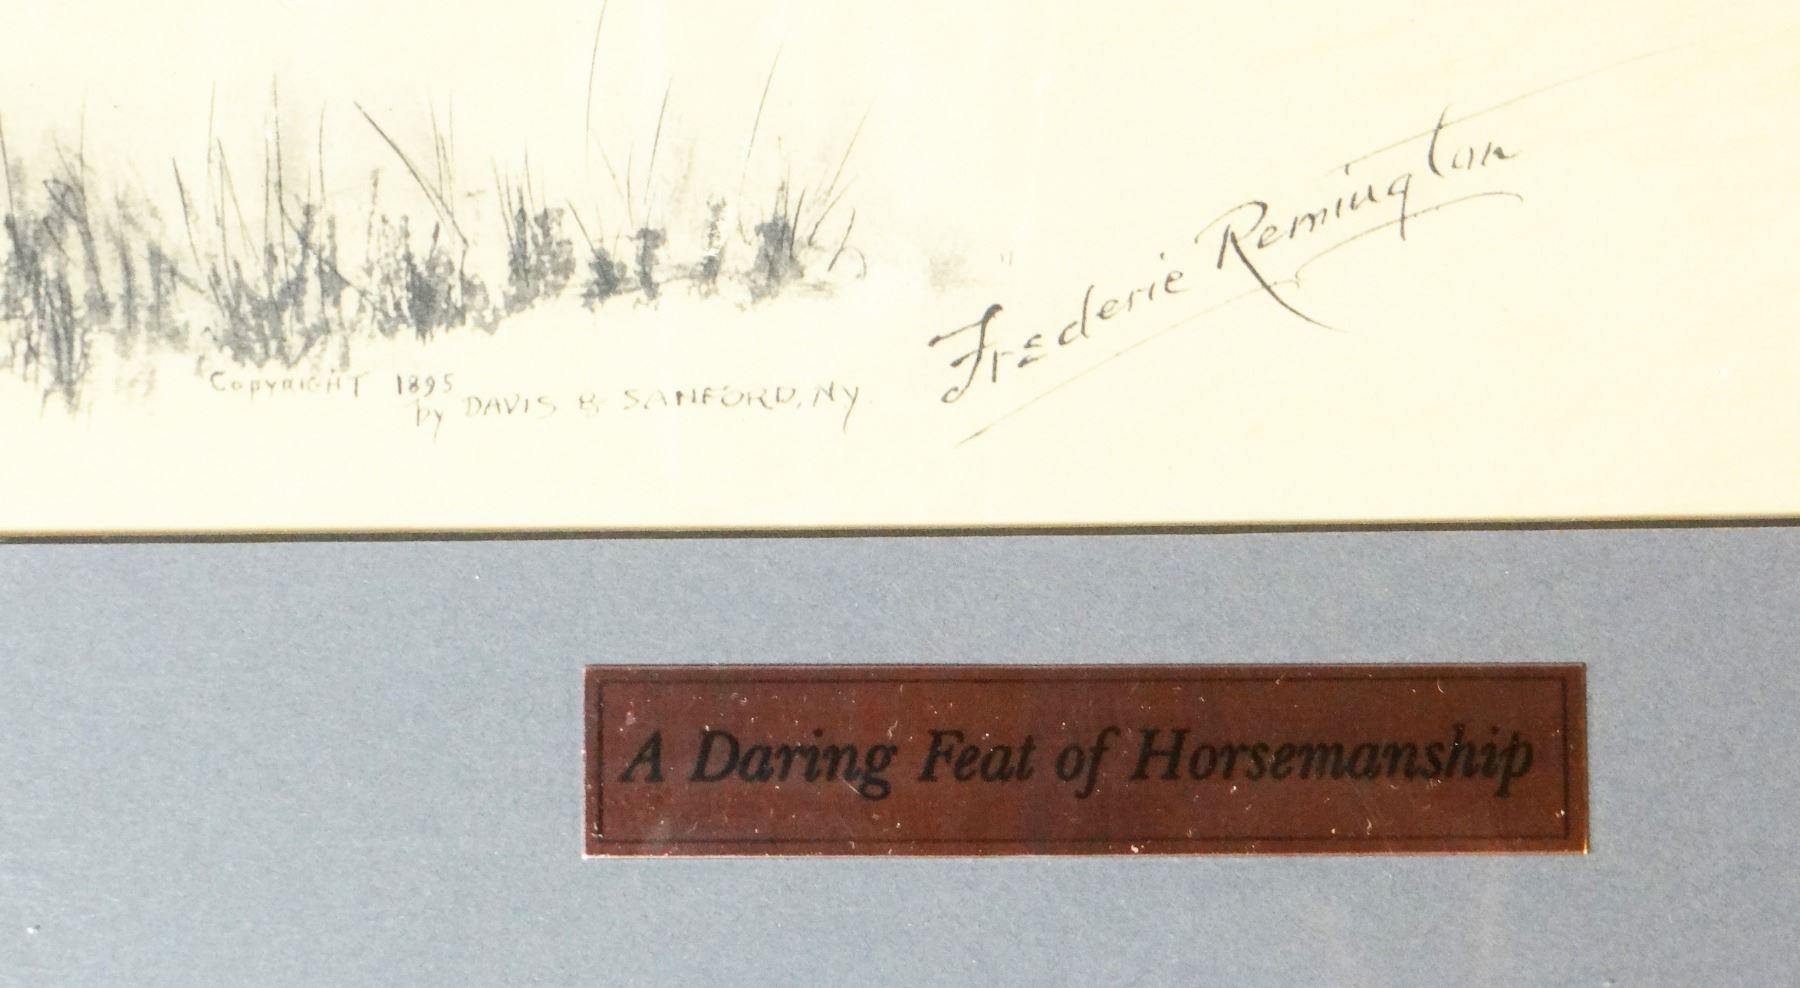 Copyright 1895
by DAVIS & SANFORD, NY.
Frederic Remington
A Daring Feat of Horsemanship